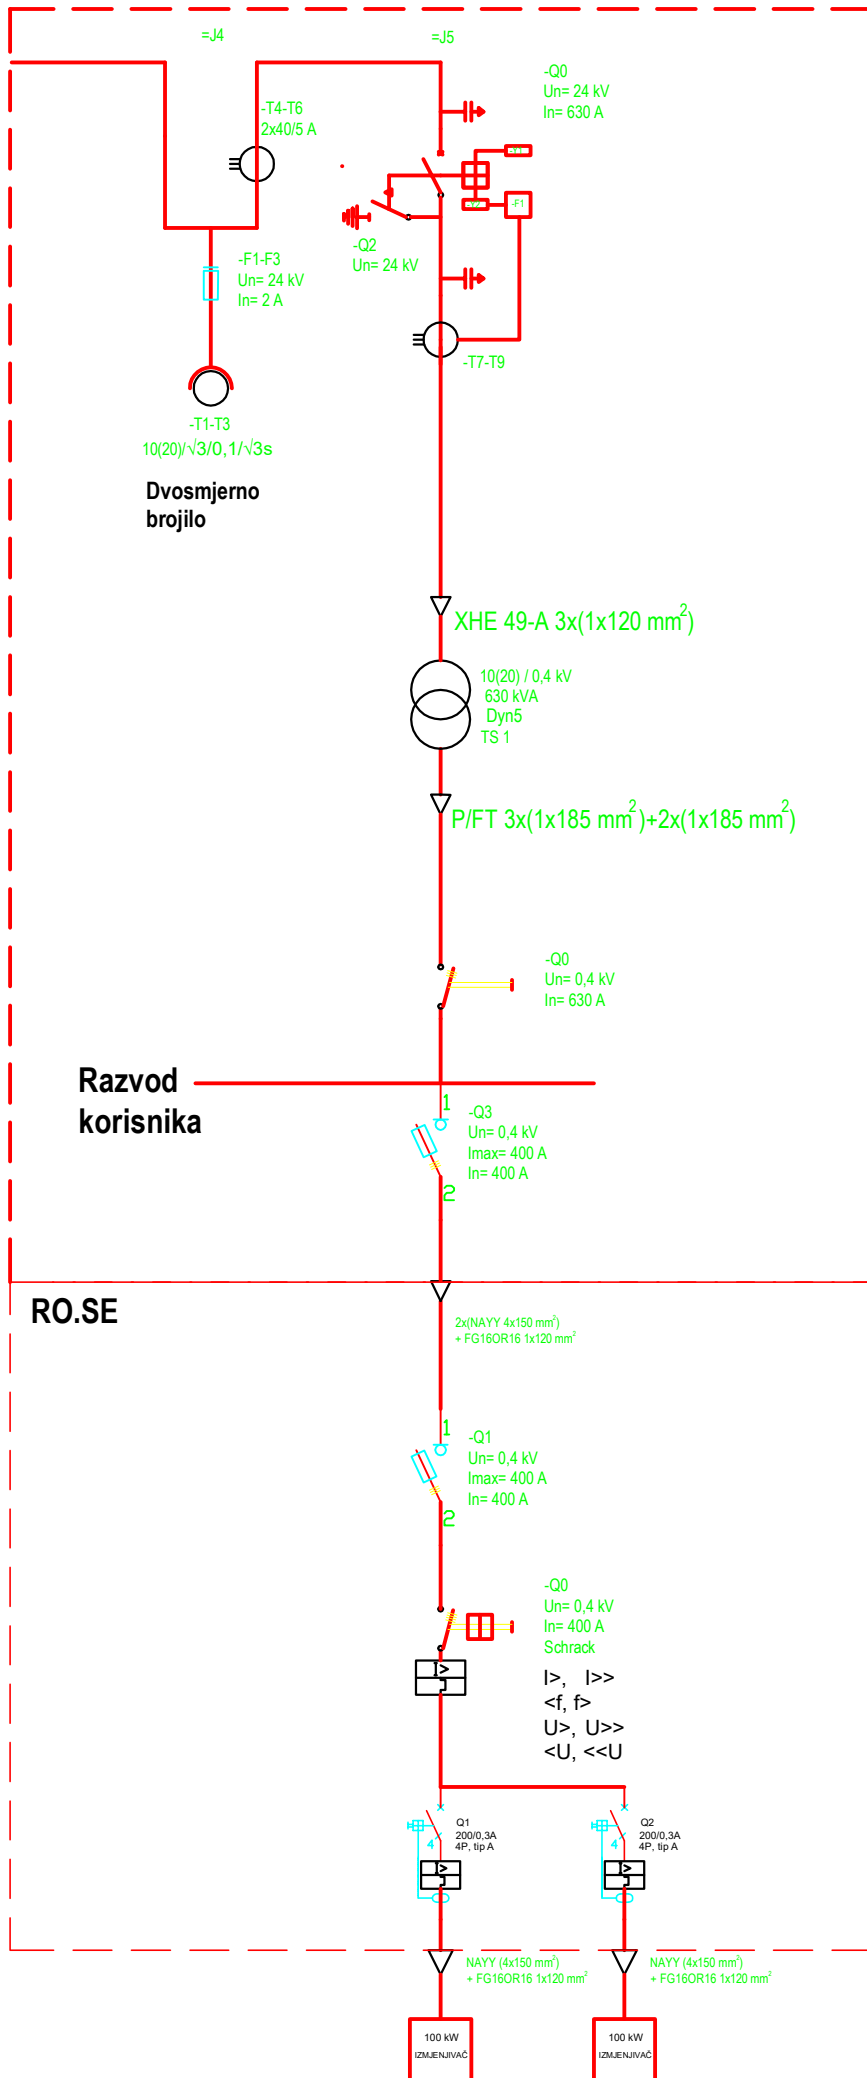 =J4
=J5
-Q0
Un= 24 kV
In= 630 A
-T4-T6
2x40/5 A
-Y1
-Y2
-F1
-Q2
Un= 24 kV
-F1-F3
Un= 24 kV
In= 2 A
-T7-T9
-T1-T3
10(20)/√3/0,1/√3s
Dvosmjerno
brojilo
XHE 49-A 3x(1x120 mm²)
10(20) / 0,4 kV
630 kVA
Dyn5
TS 1
P/FT 3x(1x185 mm²)+2x(1x185 mm²)
-Q0
Un= 0,4 kV
In= 630 A
Razvod
korisnika
1
-Q3
Un= 0,4 kV
Imax= 400 A
In= 400 A
2
RO.SE
2x(NAYY 4x150 mm²)
+ FG16OR16 1x120 mm²
1
-Q1
Un= 0,4 kV
Imax= 400 A
In= 400 A
2
-Q0
Un= 0,4 kV
In= 400 A
Schrack
I>
I>, I>>
<f, f>
U>, U>>
<U, <<U
Q1
200/0,3A
4P, tip A
4
I>
Q2
200/0,3A
4P, tip A
4
I>
NAYY (4x150 mm²)
+ FG16OR16 1x120 mm²
NAYY (4x150 mm²)
+ FG16OR16 1x120 mm²
100 kW
IZMJENJIVAČ
100 kW
IZMJENJIVAČ